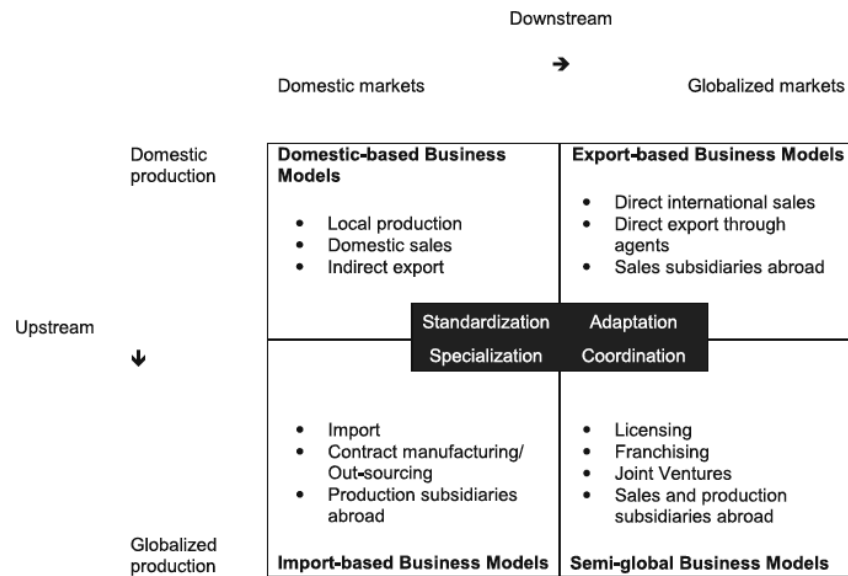 Downstream
➔
Domestic markets
Globalized markets
Domestic
production
Domestic-based Business
Models
• Local production
• Domestic sales
• Indirect export
Export-based Business Models
• Direct international sales
• Direct export through
agents
• Sales subsidiaries abroad
Upstream
🡫
Standardization
Adaptation
Specialization
Coordination
• Import
• Contract manufacturing/
Out-sourcing
• Production subsidiaries
abroad
• Licensing
• Franchising
• Joint Ventures
• Sales and production
subsidiaries abroad
Globalized
production
Import-based Business Models
Semi-global Business Models